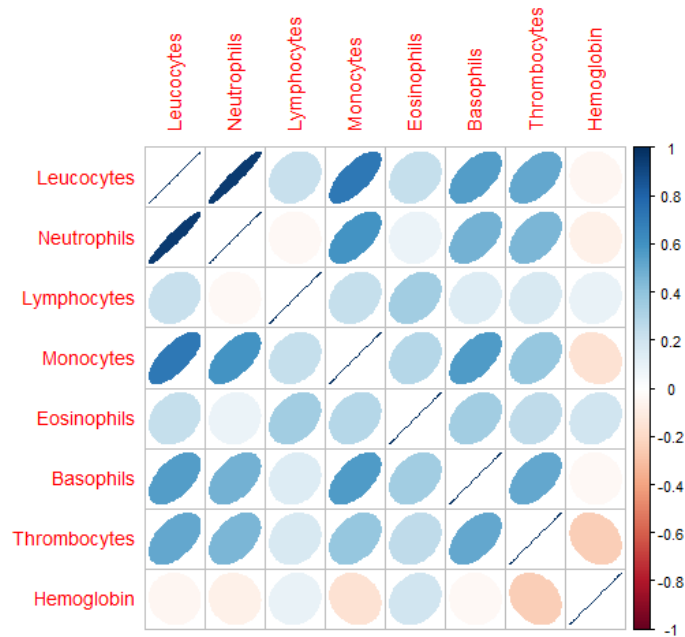 Leucocytes
Neutrophils
Lymphocytes
Monocytes
Eosinophils
Basophils
Thrombocytes
Hemoglobin
Leucocytes
Neutrophils
Lymphocytes
Monocytes
Eosinophils
Basophils
Thrombocytes
Hemoglobin
1
0.8
0.6
0.4
0.2
0
-0.2
-0.4
-0.6
-0.8
-1